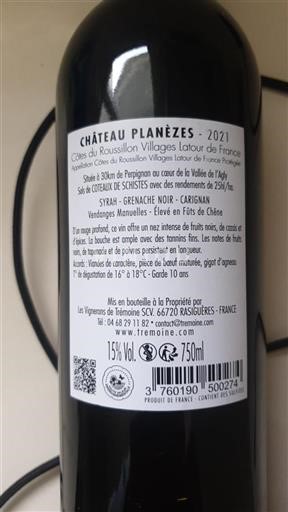 CHÂTEAU PLANÈZES - 2021
Côtes du Roussillon Villages Latour de France
Appellation Côtes du Roussillon Villages Latour de France Protégée
Située à 30km de Perpignan au cœur de la Vallée de l'Agly
Sols de COTEAUX DE SCHISTES avec des rendements de 25hl/ha.
SYRAH - GRENACHE NOIR - CARIGNAN
Vendanges Manuelles - Élevé en Fûts de Chêne
D'un rouge profond, ce vin offre un nez intense de fruits noirs, de cassis et
d'épices. La bouche est ample avec des tannins fins. Les notes de fruits
noirs, de tapenade et de poivres persistent en longueur.
Accords : Viandes de caractère, pièce de bœuf maturée, gigot d'agneau
T° de dégustation de 16° à 18°C - Garde 10 ans
Mis en bouteille à la Propriété par
Les Vignerons de Trémoine S.C.V. 66720 RASIGUÈRES - FRANCE
Tél : 04 68 29 11 82 • contact@tremoine.com
www.tremoine.com
15% Vol. 750ml
3 760190 500274
PRODUIT DE FRANCE - CONTIENT DES SULFITES